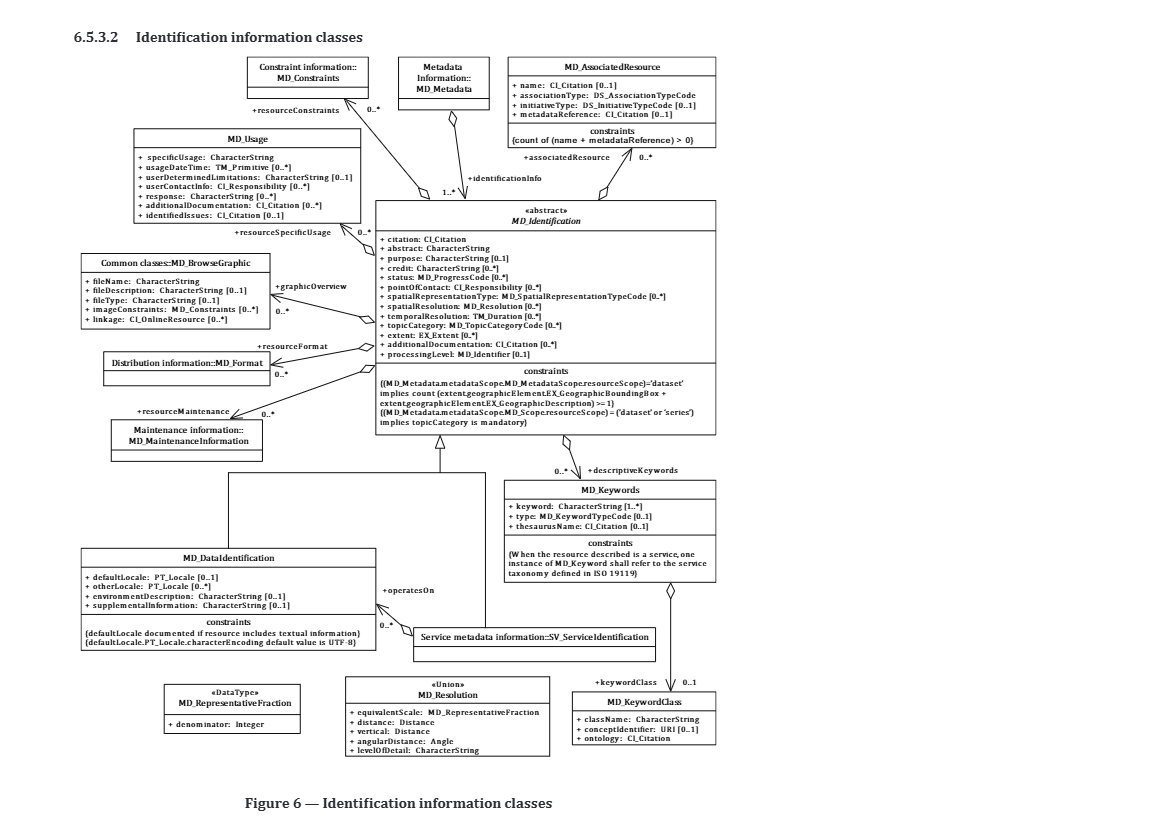 6.5.3.2 Identification information classes
Constraint information::
MD_Constraints
Metadata
Information::
MD_Metadata
MD_AssociatedResource
+ name: CI_Citation [0..1]
+ associationType: DS_AssociationTypeCode
+ initiativeType: DS_InitiativeTypeCode [0..1]
+ metadataReference: CI_Citation [0..1]
constraints
{count of (name + metadataReference) > 0}
+resourceConstraints
0..*
+associatedResource
0..*
MD_Usage
+ specificUsage: CharacterString
+ usageDateTime: TM_Primitive [0..*]
+ userDeterminedLimitations: CharacterString [0..1]
+ userContactInfo: CI_Responsibility [0..*]
+ response: CharacterString [0..*]
+ additionalDocumentation: CI_Citation [0..*]
+ identifiedIssues: CI_Citation [0..1]
+identificationInfo
1..*
+resourceSpecificUsage
0..*
«abstract»
MD_Identification
+ citation: CI_Citation
+ abstract: CharacterString
+ purpose: CharacterString [0..1]
+ credit: CharacterString [0..*]
+ status: MD_ProgressCode [0..*]
+ pointOfContact: CI_Responsibility [0..*]
+ spatialRepresentationType: MD_SpatialRepresentationTypeCode [0..*]
+ spatialResolution: MD_Resolution [0..*]
+ temporalResolution: TM_Duration [0..*]
+ topicCategory: MD_TopicCategoryCode [0..*]
+ extent: EX_Extent [0..*]
+ additionalDocumentation: CI_Citation [0..*]
+ processingLevel: MD_Identifier [0..1]
constraints
{(MD_Metadata.metadataScope.MD_MetadataScope.resourceScope)='dataset'
implies count (extent.geographicElement.EX_GeographicBoundingBox +
extent.geographicElement.EX_GeographicDescription) >= 1}
{(MD_Metadata.metadataScope.MD_Scope.resourceScope) = ('dataset' or 'series')
implies topicCategory is mandatory}
Common classes::MD_BrowseGraphic
+ fileName: CharacterString
+ fileDescription: CharacterString [0..1]
+ fileType: CharacterString [0..1]
+ imageConstraints: MD_Constraints [0..*]
+ linkage: CI_OnlineResource [0..*]
+graphicOverview
0..*
+resourceFormat
0..*
Distribution information::MD_Format
+resourceMaintenance
0..*
Maintenance information::
MD_MaintenanceInformation
0..*
+descriptiveKeywords
MD_Keywords
+ keyword: CharacterString [1..*]
+ type: MD_KeywordTypeCode [0..1]
+ thesaurusName: CI_Citation [0..1]
constraints
{When the resource described is a service, one
instance of MD_Keyword shall refer to the service
taxonomy defined in ISO 19119}
MD_DataIdentification
+ defaultLocale: PT_Locale [0..1]
+ otherLocale: PT_Locale [0..*]
+ environmentDescription: CharacterString [0..1]
+ supplementalInformation: CharacterString [0..1]
constraints
{defaultLocale documented if resource includes textual information}
{defaultLocale.PT_Locale.characterEncoding default value is UTF-8}
+operatesOn
0..*
Service metadata information::SV_ServiceIdentification
+keywordClass
0..1
«DataType»
MD_RepresentativeFraction
+ denominator: Integer
«Union»
MD_Resolution
+ equivalentScale: MD_RepresentativeFraction
+ distance: Distance
+ vertical: Distance
+ angularDistance: Angle
+ levelOfDetail: CharacterString
MD_KeywordClass
+ className: CharacterString
+ conceptIdentifier: URI [0..1]
+ ontology: CI_Citation
Figure 6 — Identification information classes